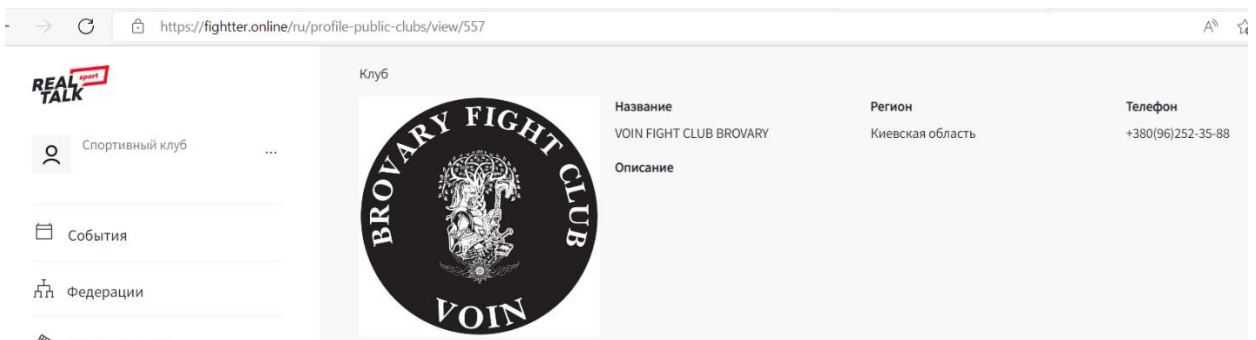 https://fightter.online/ru/profile-public-clubs/view/557
REAL sport
TALK
Спортивный клуб
...
События
Федерации
Клуб
BROVARY FIGHT CLUB
VOIN
Название
VOIN FIGHT CLUB BROVARY
Описание
Регион
Киевская область
Телефон
+380(96)252-35-88